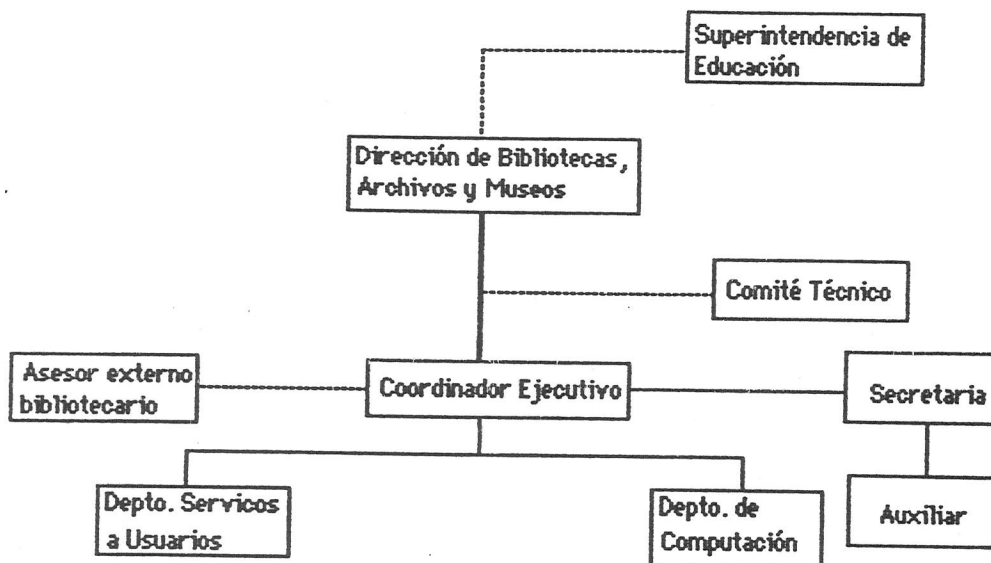 Superintendencia de
Educación
Dirección de Bibliotecas,
Archivos y Museos
Comité Técnico
Asesor externo
bibliotecario
Coordinador Ejecutivo
Secretaria
Depto. Servicos
a Usuarios
Depto. de
Computación
Auxiliar